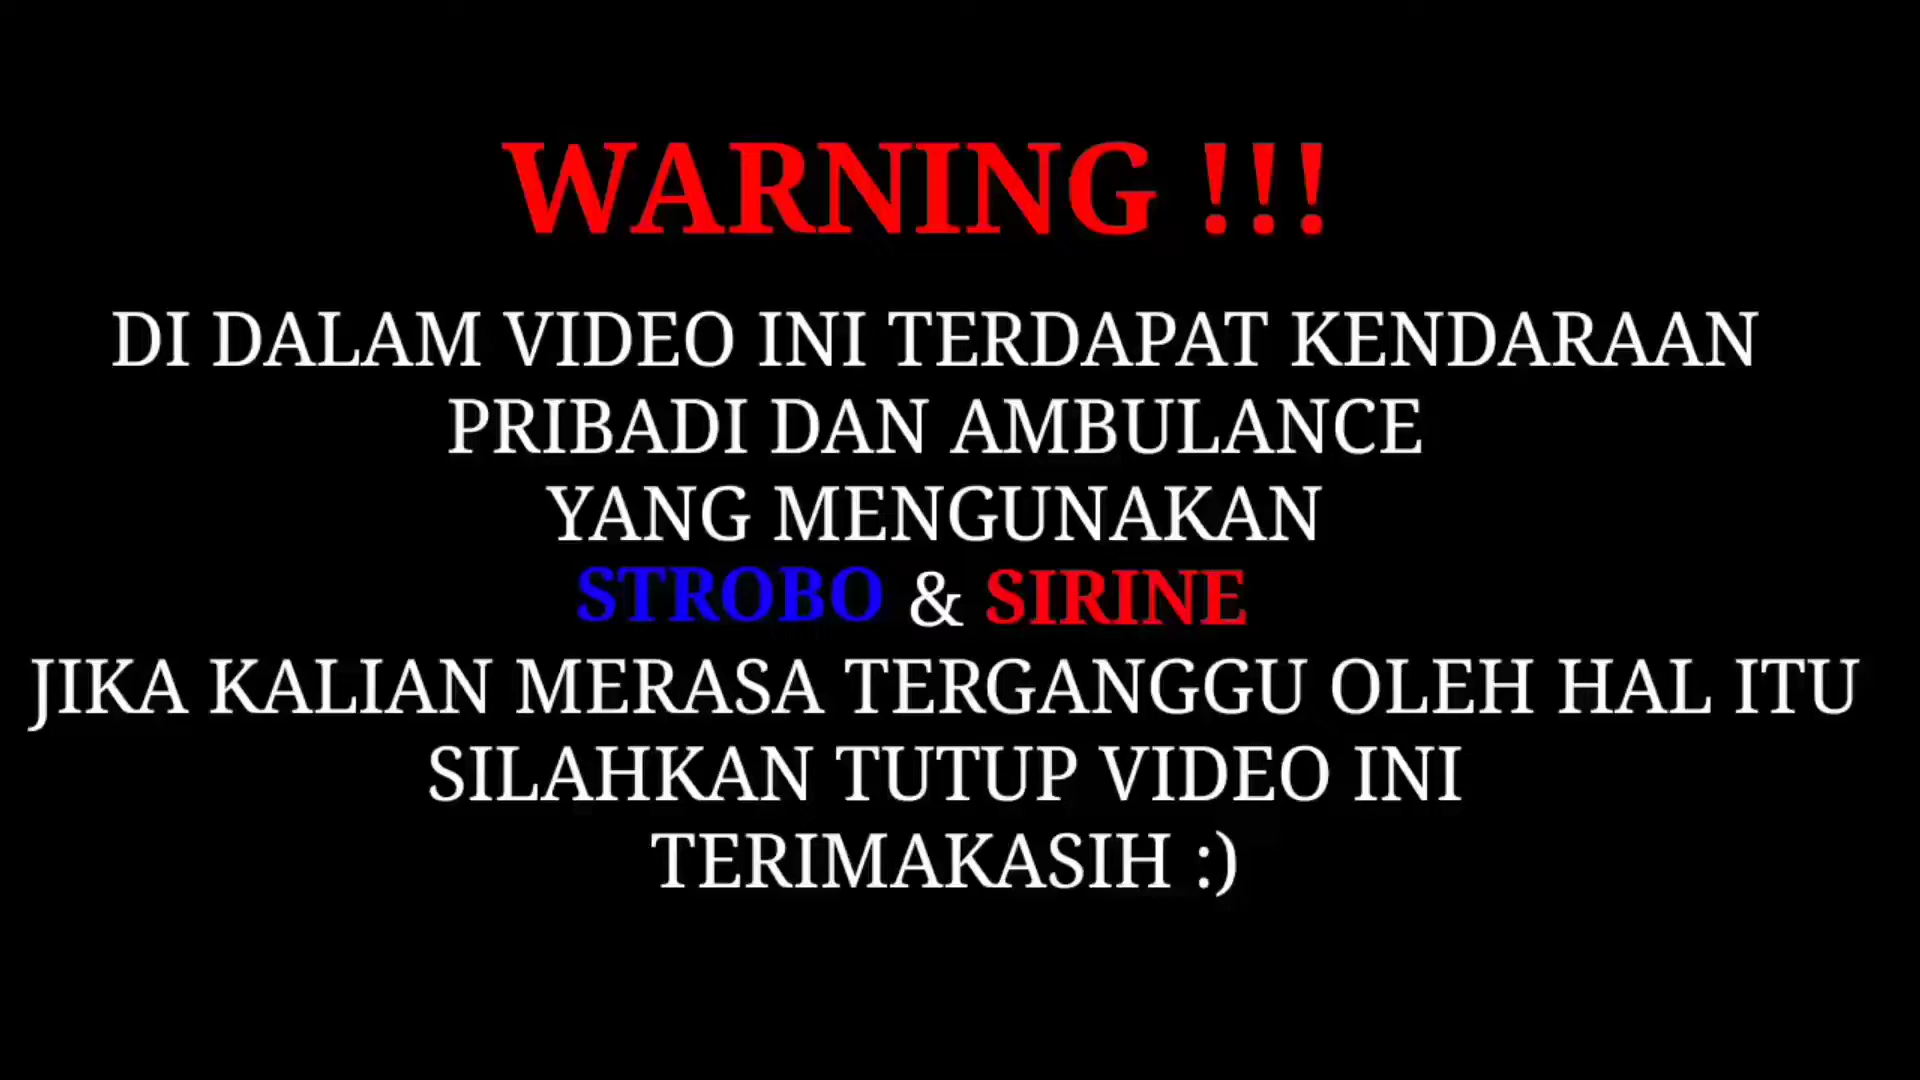 WARNING !!!
DI DALAM VIDEO INI TERDAPAT KENDARAAN
PRIBADI DAN AMBULANCE
YANG MENGUNAKAN
STROBO & SIRINE
JIKA KALIAN MERASA TERGANGGU OLEH HAL ITU
SILAHKAN TUTUP VIDEO INI
TERIMAKASIH :)